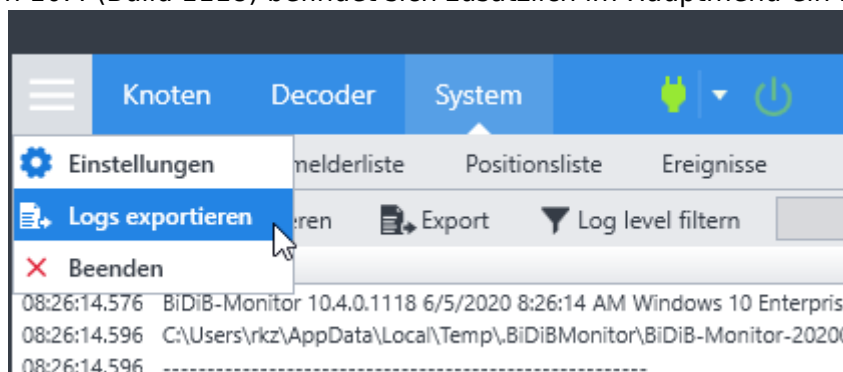 Knoten Decoder System
Einstellungen melderliste Positionsliste Ereignisse
Logs exportieren ren Export Log level filtern
Beenden
08:26:14.576 BiDiB-Monitor 10.4.0.1118 6/5/2020 8:26:14 AM Windows 10 Enterpris
08:26:14.596 C:\Users\rkz\AppData\Local\Temp\.BiDiBMonitor\BiDiB-Monitor-2020
08:26:14.596 -------------------------------------------------------